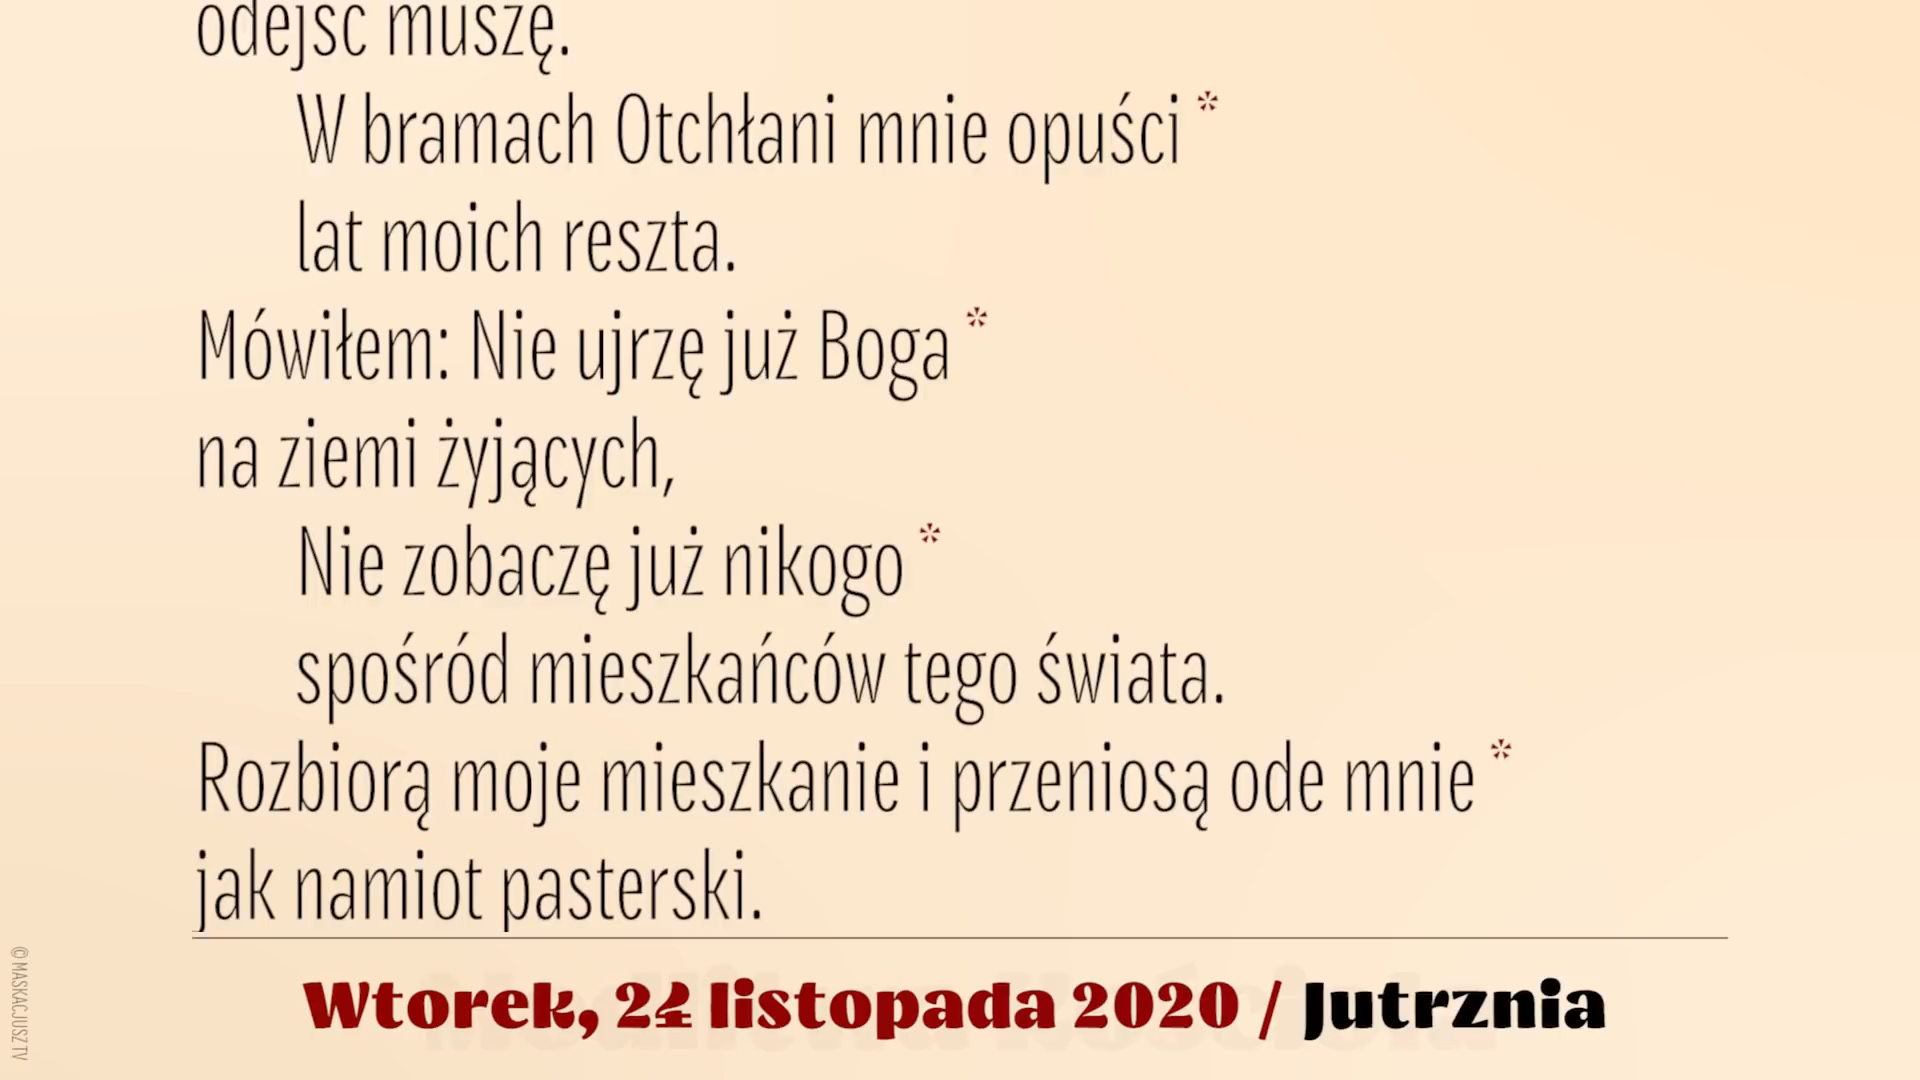 odejść muszę.
W bramach Otchłani mnie opuści *
lat moich reszta.
Mówiłem: Nie ujrzę już Boga *
na ziemi żyjących,
Nie zobaczę już nikogo *
spośród mieszkańców tego świata.
Rozbiorą moje mieszkanie i przeniosą ode mnie *
jak namiot pasterski.
Wtorek, 24 listopada 2020 / Jutrznia
© MASKACJUSZ TV